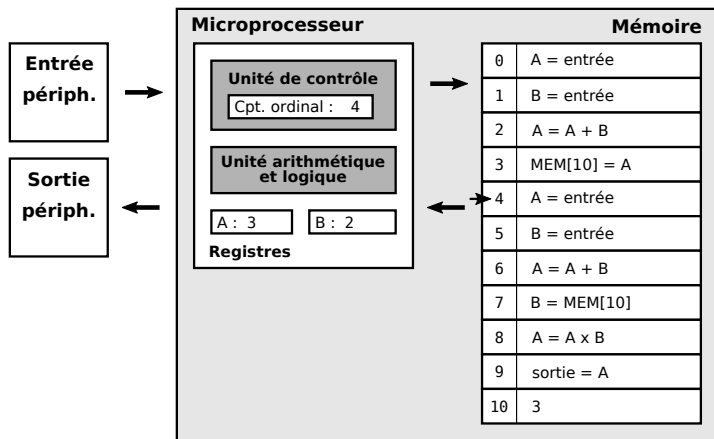 Microprocesseur
Mémoire
Entrée
périph.
Sortie
périph.
Unité de contrôle
Cpt. ordinal : 4
Unité arithmétique
et logique
A : 3
B : 2
Registres
0 A = entrée
1 B = entrée
2 A = A + B
3 MEM[10] = A
4 A = entrée
5 B = entrée
6 A = A + B
7 B = MEM[10]
8 A = A x B
9 sortie = A
10 3